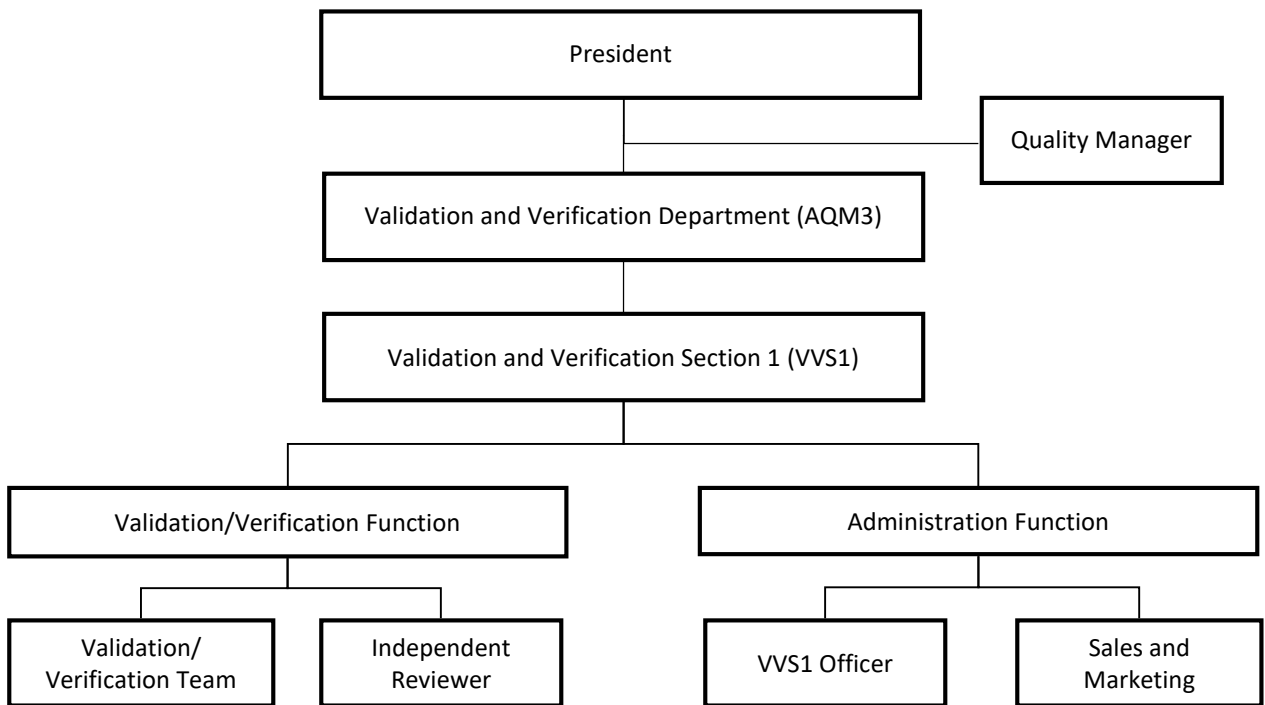 President
Quality Manager
Validation and Verification Department (AQM3)
Validation and Verification Section 1 (VVS1)
Validation/Verification Function
Administration Function
Validation/
Verification Team
Independent
Reviewer
VVS1 Officer
Sales and
Marketing